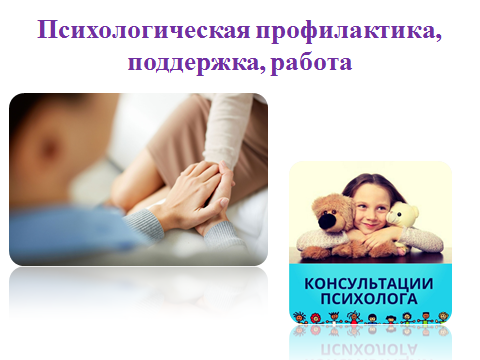 Психологическая профилактика,
поддержка, работа
КОНСУЛЬТАЦИИ
ПСИХОЛОГА